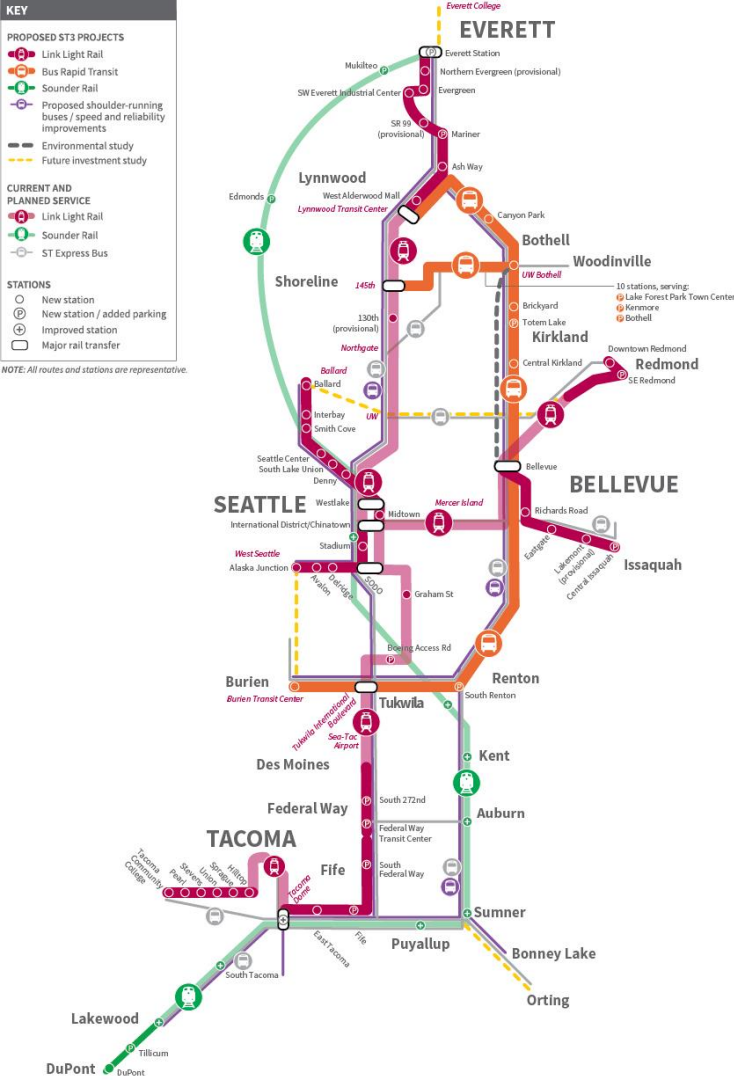 KEY
PROPOSED ST3 PROJECTS
Link Light Rail
Bus Rapid Transit
Sounder Rail
Proposed shoulder-running
buses / speed and reliability
improvements
Environmental study
Future investment study
CURRENT AND
PLANNED SERVICE
Link Light Rail
Sounder Rail
ST Express Bus
STATIONS
New station
P New station / added parking
Improved station
Major rail transfer
NOTE: All routes and stations are representative.
Everett College
EVERETT
P Everett Station
Mukilteo P
Northern Evergreen (provisional)
SW Everett Industrial Center
Evergreen
SR 99
(provisional)
P Mariner
Ash Way
Lynnwood
West Alderwood Mall
Edmonds P
Lynnwood Transit Center
Canyon Park
Bothell
Woodinville
UW Bothell
Shoreline
145th
10 stations, serving:
P Lake Forest Park Town Center
P Kenmore
P Bothell
Brickyard
130th
(provisional)
P Totem Lake
Kirkland
Northgate
Downtown Redmond
Central Kirkland
Redmond
P SE Redmond
Ballard
Ballard
Interbay
UW
Smith Cove
Seattle Center
South Lake Union
Denny
Bellevue
BELLEVUE
SEATTLE
Westlake
Midtown
Mercer Island
Richards Road
International District/Chinatown
Stadium
Eastgate
Lakemont
(provisional)
Central Issaquah
P
Issaquah
West Seattle
Alaska Junction
Avalon
Delridge
SODO
Graham St
Boeing Access Rd
P
Burien
Burien Transit Center
Tukwila International
Boulevard
Tukwila
Renton
P South Renton
Sea-Tac
Airport
Des Moines
Kent
Federal Way
P South 272nd
Auburn
P Federal Way
Transit Center
TACOMA
Fife
P South
Federal Way
Tacoma
Community
College
Pearl
Stevens
Union
Sprague
Hilltop
Tacoma
Dome
P
East Tacoma
Fife
Sumner
Puyallup
Bonney Lake
South Tacoma
Orting
Lakewood
P Tillicum
DuPont
DuPont